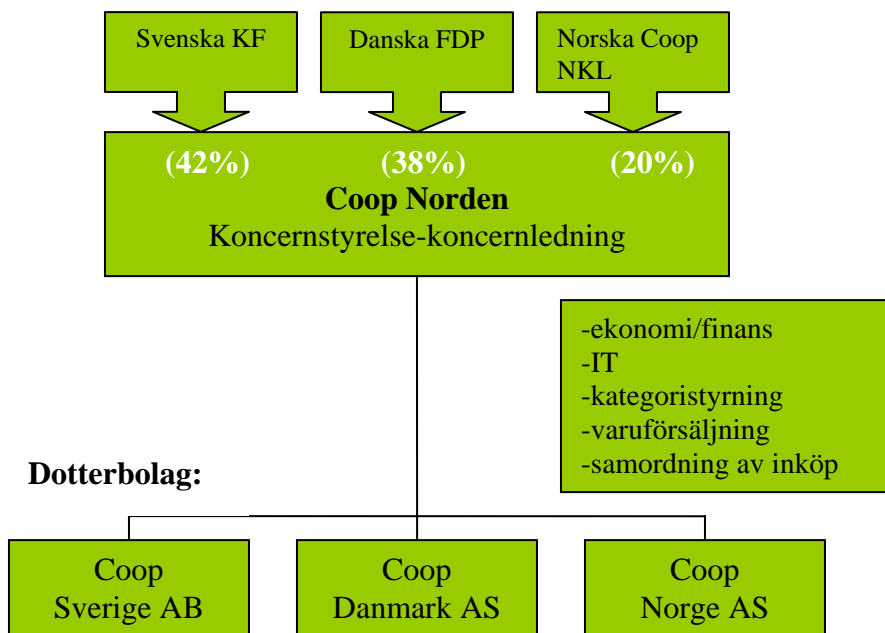 Svenska KF
Danska FDP
Norska Coop
NKL
(42%)
(38%)
(20%)
Coop Norden
Koncernstyrelse-koncernledning
-ekonomi/finans
-IT
-kategoristyrning
-varuförsäljning
-samordning av inköp
Dotterbolag:
Coop
Sverige AB
Coop
Danmark AS
Coop
Norge AS